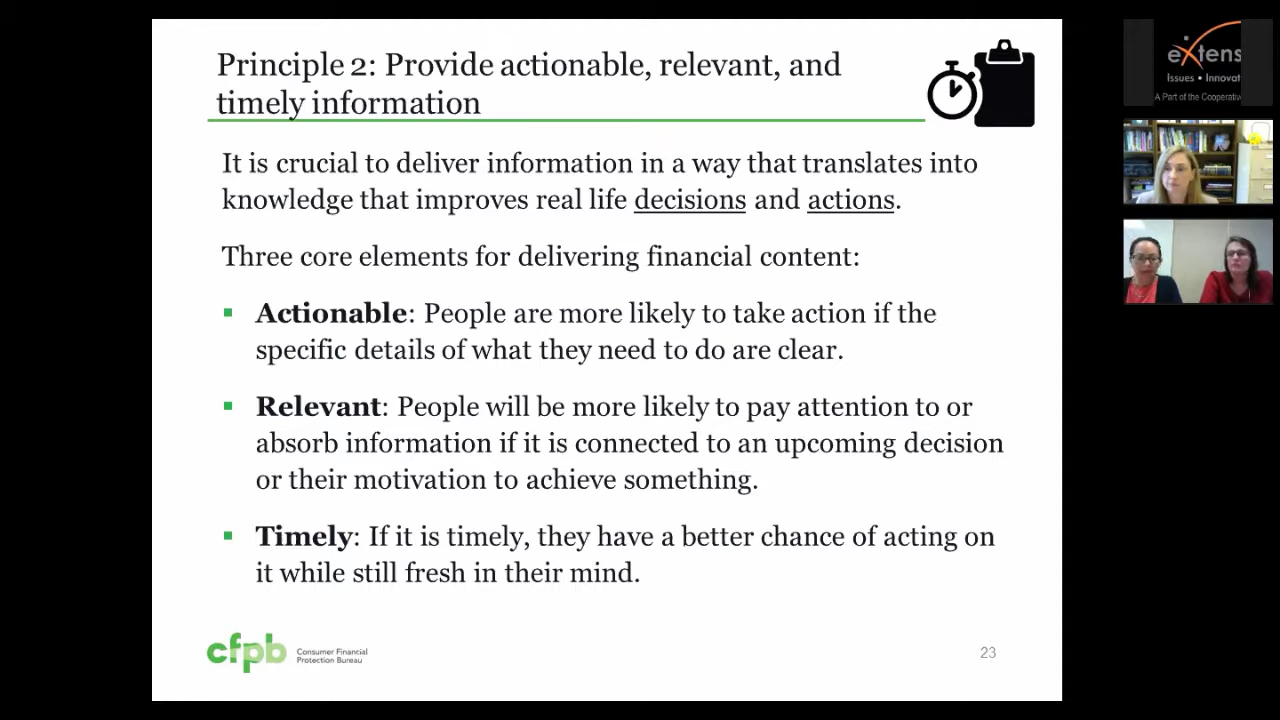 Principle 2: Provide actionable, relevant, and
timely information
It is crucial to deliver information in a way that translates into
knowledge that improves real life decisions and actions.
Three core elements for delivering financial content:
▪ Actionable: People are more likely to take action if the
specific details of what they need to do are clear.
▪ Relevant: People will be more likely to pay attention to or
absorb information if it is connected to an upcoming decision
or their motivation to achieve something.
▪ Timely: If it is timely, they have a better chance of acting on
it while still fresh in their mind.
cfpb
Consumer Financial
Protection Bureau
23
eXtens
Issues • Innovat
A Part of the Cooperativ